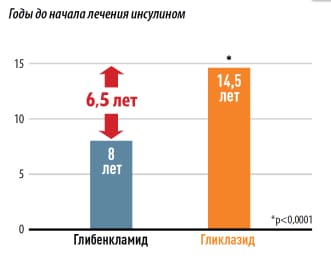 Годы до начала лечения инсулином
15
10
5
0
6,5 лет
8
лет
*
14,5
лет
*p<0,0001
Глибенкламид
Гликлазид